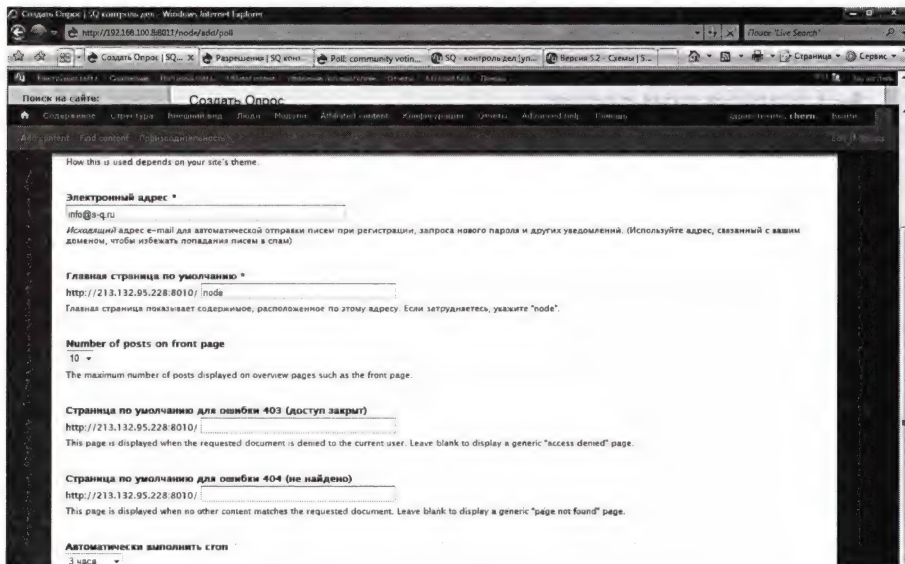 Создать Опрос | SQ контроль дел - Windows Internet Explorer
http://192.168.100.8:8017/node/add/poll
Поиск "Live Search"
Создать Опрос | SQ... Разрешения | SQ конт... Poll: community votin... SQ - контроль дел [уп... Версия 5.2 - Схемы | S... Страница Сервис
Поиск на сайте:
Создать Опрос
Содержимое Структура Внешний вид Люди Модули Affiliated content Конфигурация Отчеты Advanced help Помощь chern. Выйти
Add content Find content Производительность
How this is used depends on your site's theme.
Электронный адрес *
info@s-q.ru
Исходящий адрес e-mail для автоматической отправки писем при регистрации, запроса нового пароля и других уведомлений. (Используйте адрес, связанный с вашим
доменом, чтобы избежать попадания писем в спам)
Главная страница по умолчанию *
http://213.132.95.228:8010/ node
Главная страница показывает содержимое, расположенное по этому адресу. Если затрудняетесь, укажите "node".
Number of posts on front page
10
The maximum number of posts displayed on overview pages such as the front page.
Страница по умолчанию для ошибки 403 (доступ закрыт)
http://213.132.95.228:8010/
This page is displayed when the requested document is denied to the current user. Leave blank to display a generic "access denied" page.
Страница по умолчанию для ошибки 404 (не найдено)
http://213.132.95.228:8010/
This page is displayed when no other content matches the requested document. Leave blank to display a generic "page not found" page.
Автоматически выполнить cron
3 часа